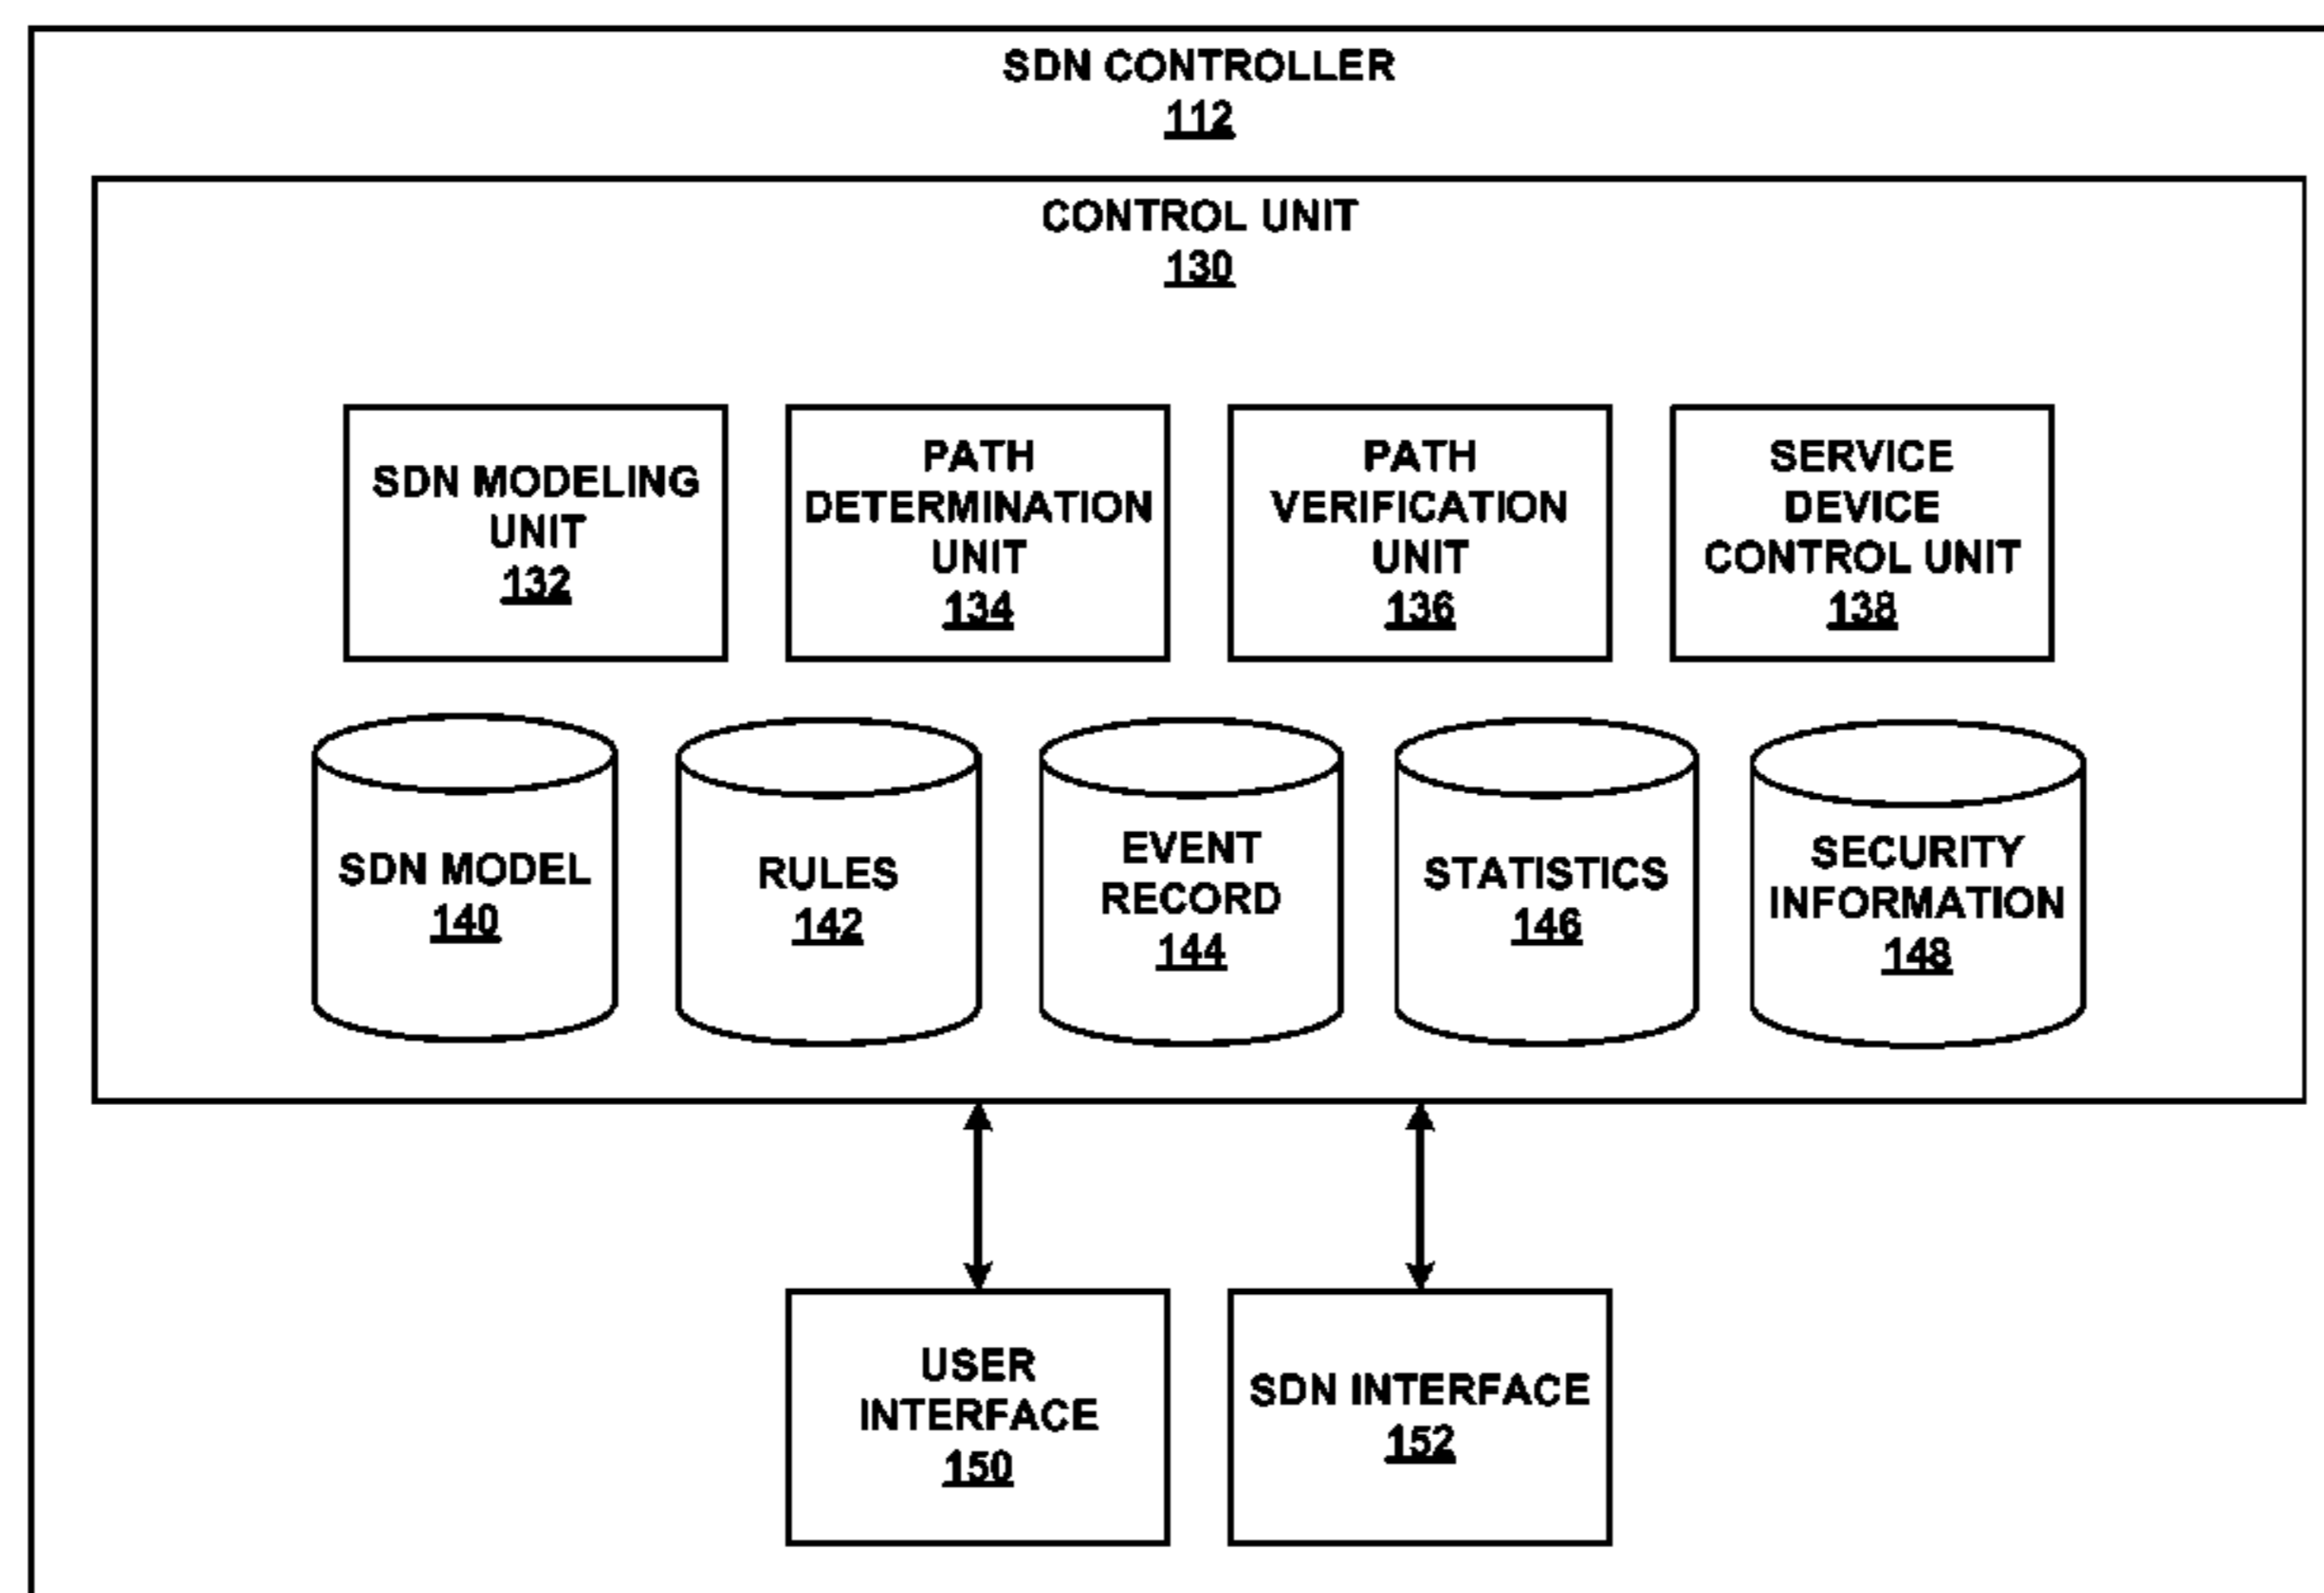 SDN CONTROLLER
112
CONTROL UNIT
130
SDN MODELING
UNIT
132
PATH
DETERMINATION
UNIT
134
PATH
VERIFICATION
UNIT
136
SERVICE
DEVICE
CONTROL UNIT
138
SDN MODEL
140
RULES
142
EVENT
RECORD
144
STATISTICS
146
SECURITY
INFORMATION
148
USER
INTERFACE
150
SDN INTERFACE
152